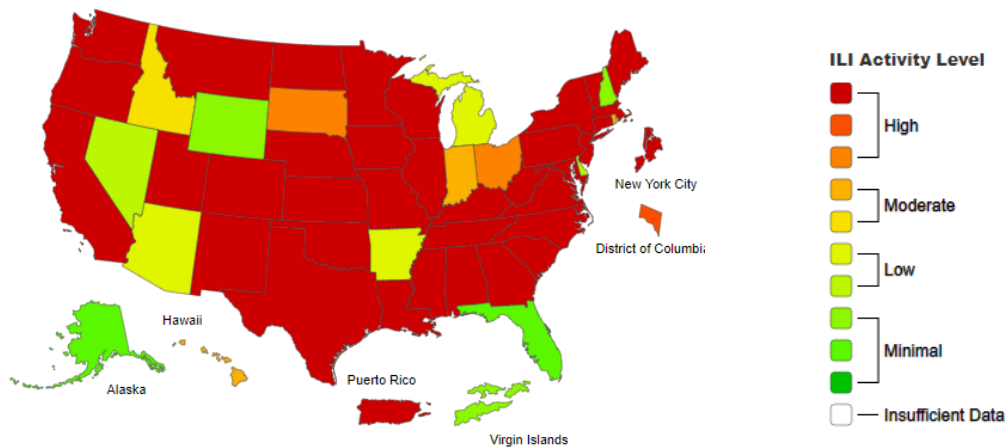 ILI Activity Level
High
New York City
Moderate
District of Columbia
Low
Hawaii
Minimal
Puerto Rico
Alaska
Insufficient Data
Virgin Islands